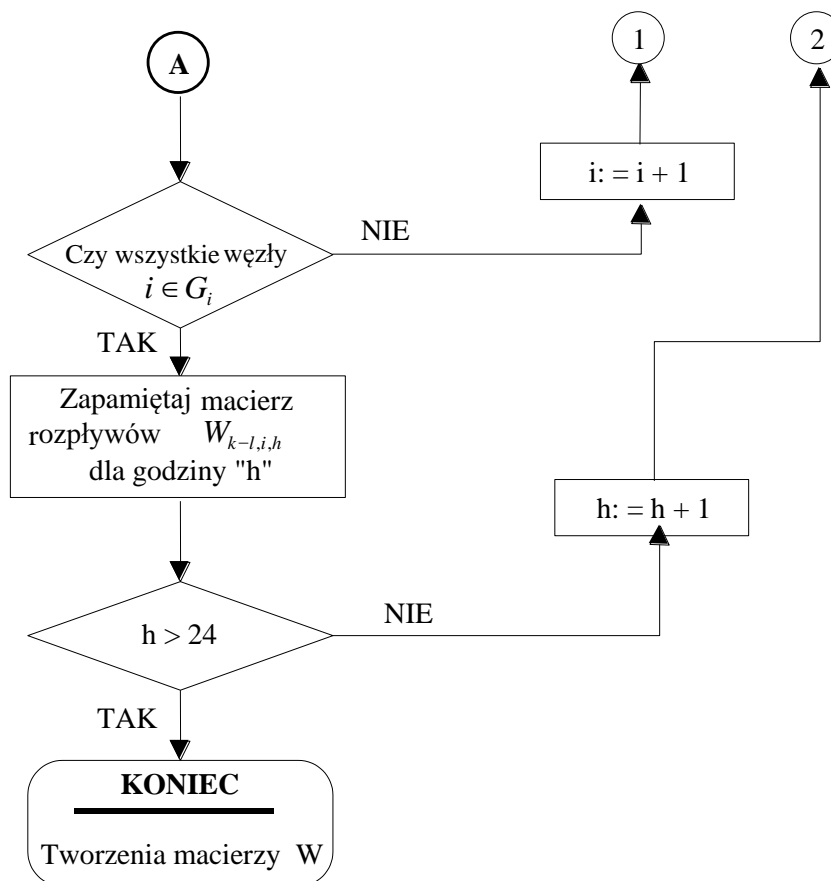 A
1
2
i: = i + 1
NIE
Czy wszystkie węzły
i ∈ G_i
TAK
Zapamiętaj macierz
rozpływów W_{k–l,i,h}
dla godziny "h"
h: = h + 1
NIE
h > 24
TAK
KONIEC
Tworzenia macierzy W